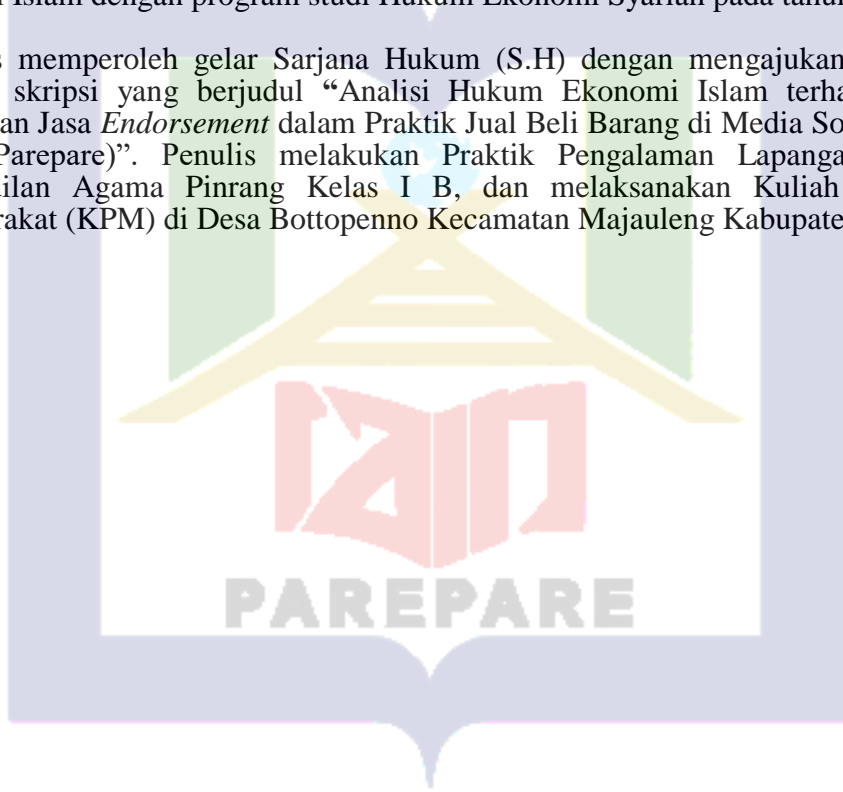 Islam dengan program studi Hukum Ekonomi Syariah pada tahun
memperoleh gelar Sarjana Hukum (S.H) dengan mengajukan
skripsi yang berjudul “Analisi Hukum Ekonomi Islam terha
an Jasa Endorsement dalam Praktik Jual Beli Barang di Media So
Parepare)”. Penulis melakukan Praktik Pengalaman Lapanga
ilan Agama Pinrang Kelas I B, dan melaksanakan Kuliah
rakat (KPM) di Desa Bottopenno Kecamatan Majauleng Kabupate
iain
PAREPARE